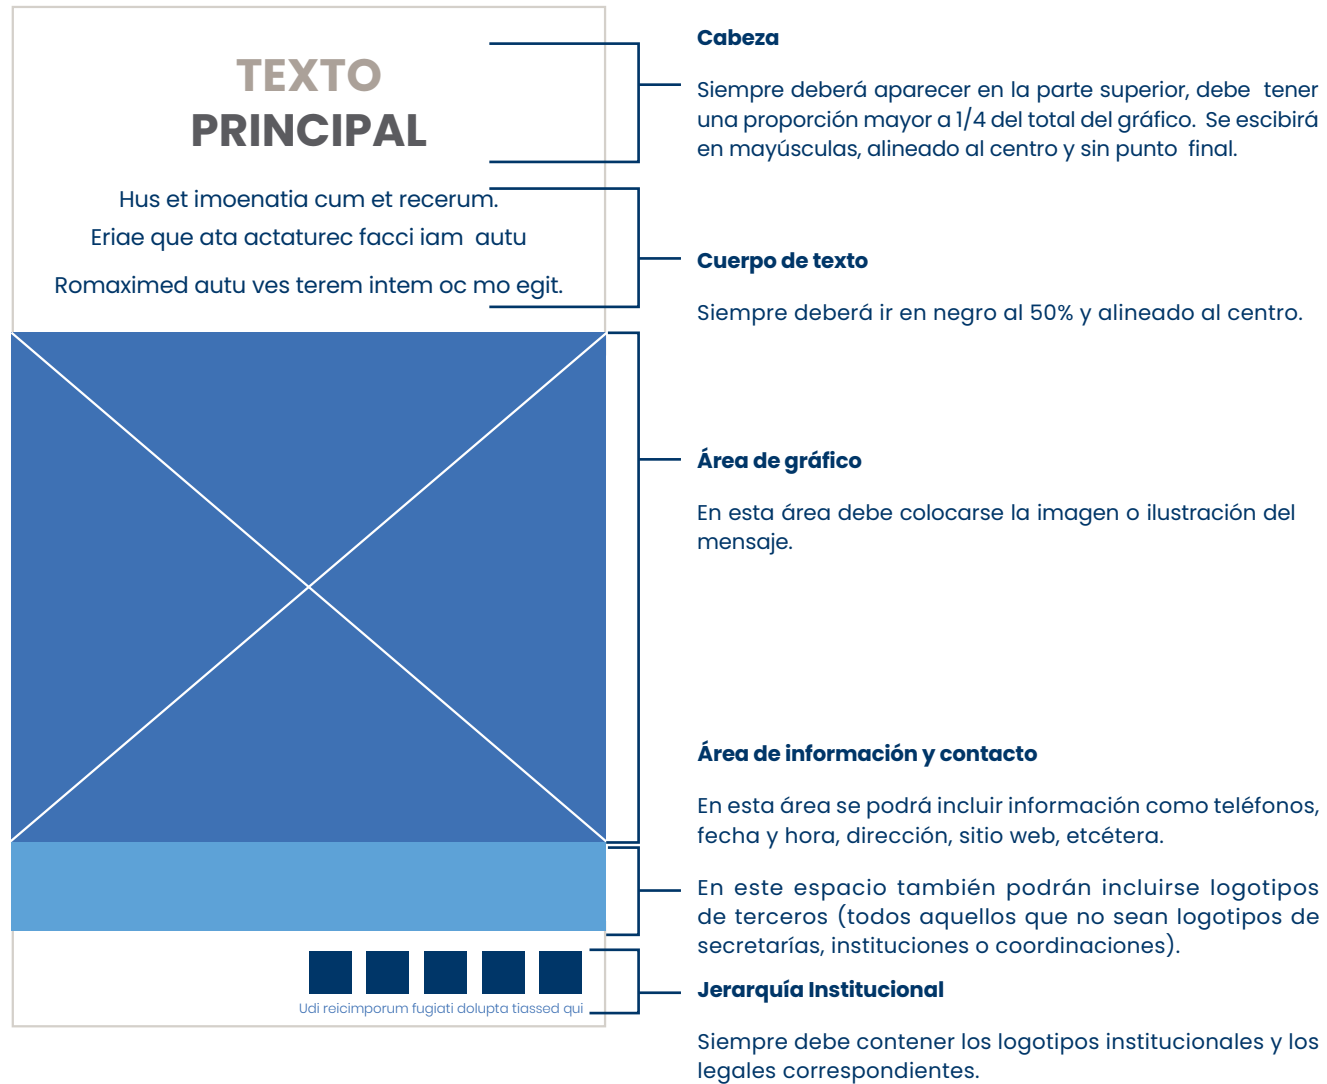 TEXTO
PRINCIPAL
Hus et imoenatia cum et recerum.
Eriae que ata actaturec facci iam autu
Romaximed autu ves terem intem oc mo egit.
Udi reicimporum fugiati dolupta tiassed qui
Cabeza
Siempre deberá aparecer en la parte superior, debe tener
una proporción mayor a 1/4 del total del gráfico. Se escibirá
en mayúsculas, alineado al centro y sin punto final.
Cuerpo de texto
Siempre deberá ir en negro al 50% y alineado al centro.
Área de gráfico
En esta área debe colocarse la imagen o ilustración del
mensaje.
Área de información y contacto
En esta área se podrá incluir información como teléfonos,
fecha y hora, dirección, sitio web, etcétera.
En este espacio también podrán incluirse logotipos
de terceros (todos aquellos que no sean logotipos de
secretarías, instituciones o coordinaciones).
Jerarquía Institucional
Siempre debe contener los logotipos institucionales y los
legales correspondientes.